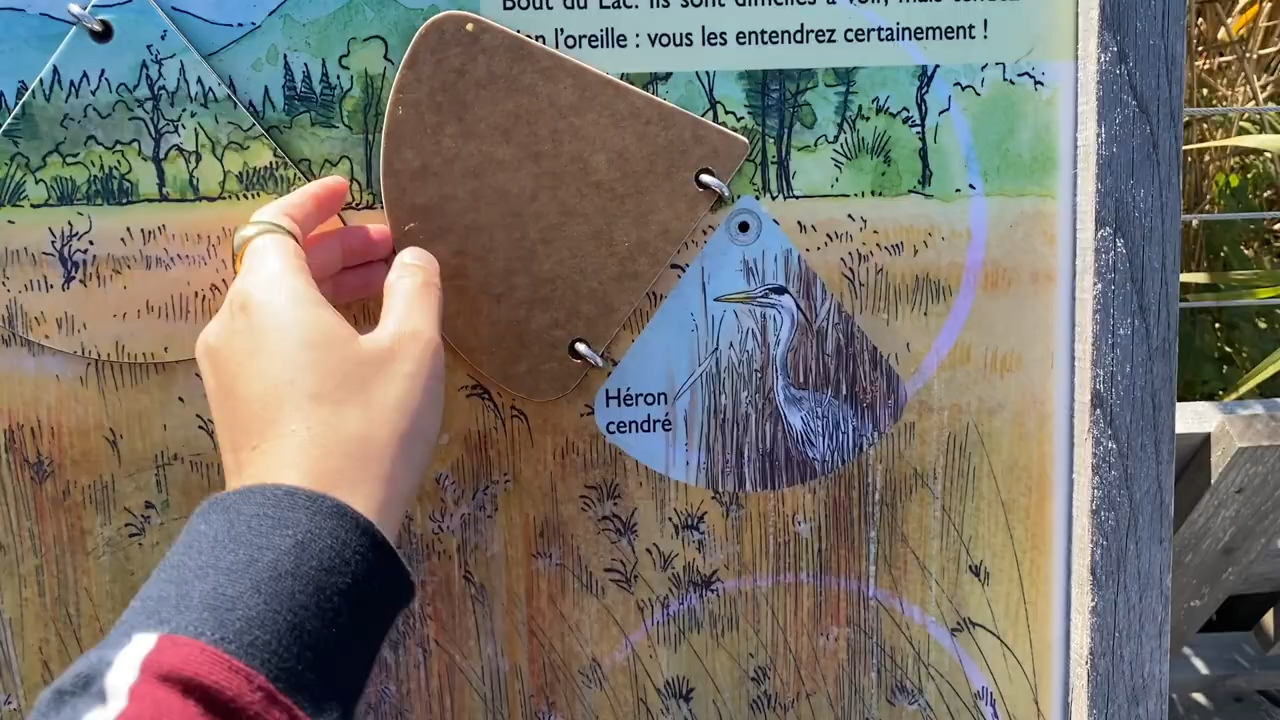 Bout du Lac. Ils sont difficiles à voir, mais tendez
l'oreille : vous les entendrez certainement !
Héron
cendré